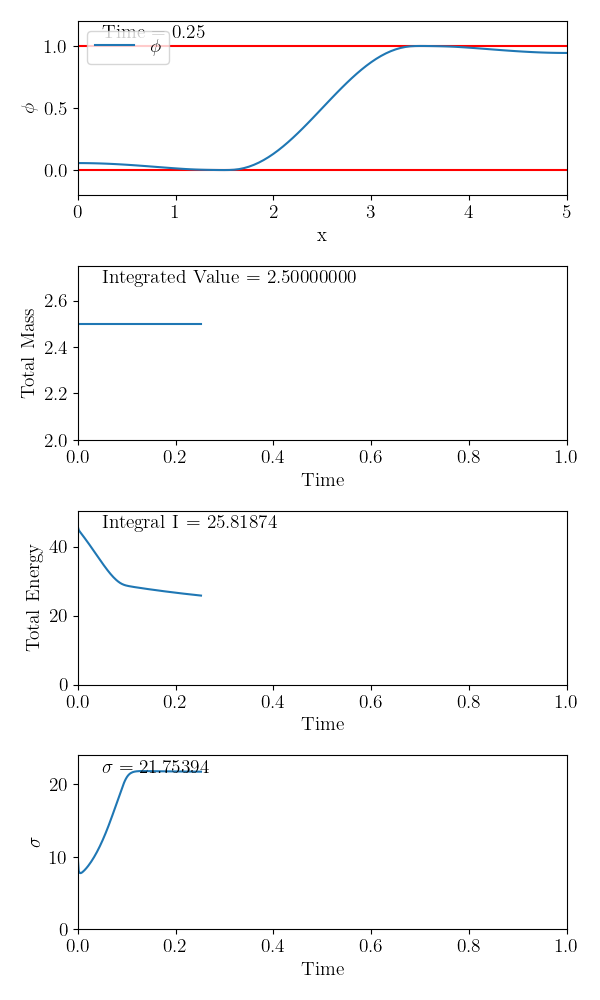 Time = 0.25
ϕ
1.0
0.5
0.0
ϕ
0 1 2 3 4 5
x
Integrated Value = 2.50000000
2.6
2.4
2.2
2.0
Total Mass
0.0 0.2 0.4 0.6 0.8 1.0
Time
Integral I = 25.81874
40
20
0
Total Energy
0.0 0.2 0.4 0.6 0.8 1.0
Time
σ = 21.75394
20
10
0
σ
0.0 0.2 0.4 0.6 0.8 1.0
Time